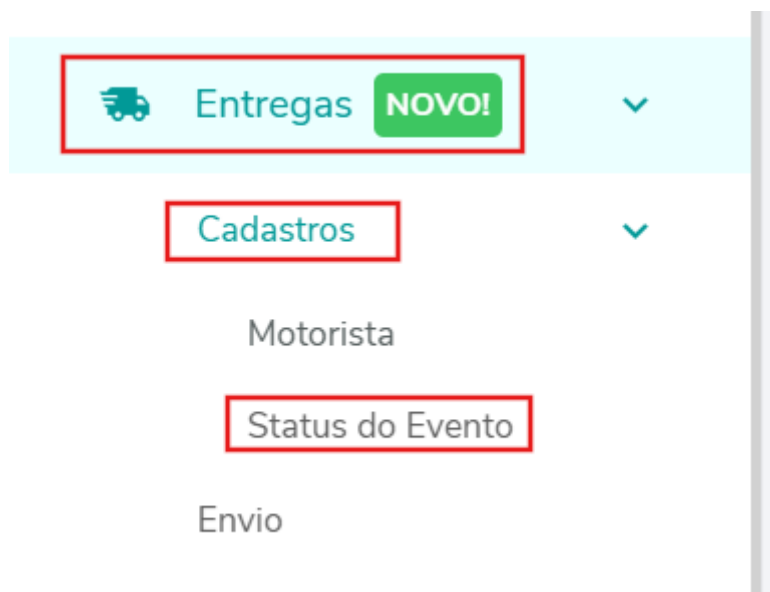 Entregas NOVO!
Cadastros
Motorista
Status do Evento
Envio